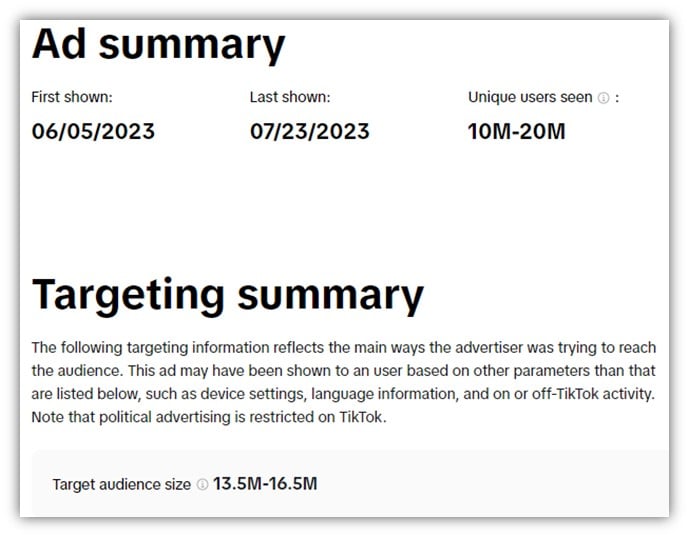 Ad summary
First shown: Last shown: Unique users seen ⓘ :
06/05/2023 07/23/2023 10M-20M
Targeting summary
The following targeting information reflects the main ways the advertiser was trying to reach
the audience. This ad may have been shown to an user based on other parameters than that
are listed below, such as device settings, language information, and on or off-TikTok activity.
Note that political advertising is restricted on TikTok.
Target audience size ⓘ 13.5M-16.5M